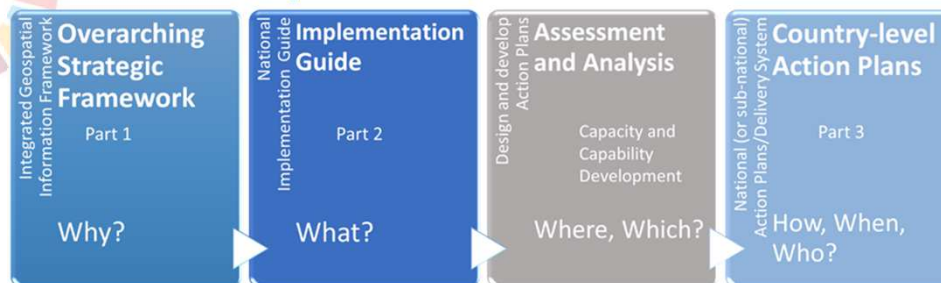 Integrated Geospatial
Information Framework
Overarching
Strategic
Framework
Part 1
Why?
National
Implementation Guide
Implementation
Guide
Part 2
What?
Design and develop
Action Plans
Assessment
and Analysis
Capacity and
Capability
Development
Where, Which?
National (or sub-national)
Action Plans/Delivery System
Country-level
Action Plans
Part 3
How, When,
Who?